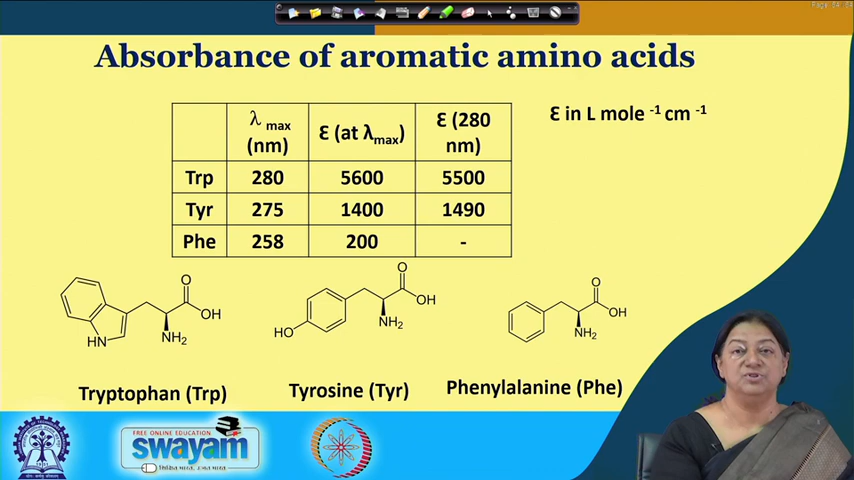 Absorbance of aromatic amino acids
λ max (nm)
Ɛ (at λmax)
Ɛ (280 nm)
Ɛ in L mole -1 cm -1
Trp 280 5600 5500
Tyr 275 1400 1490
Phe 258 200 -
O
OH
NH2
HN
O
OH
NH2
HO
O
OH
NH2
Tryptophan (Trp)
Tyrosine (Tyr)
Phenylalanine (Phe)
FREE ONLINE EDUCATION
swayam